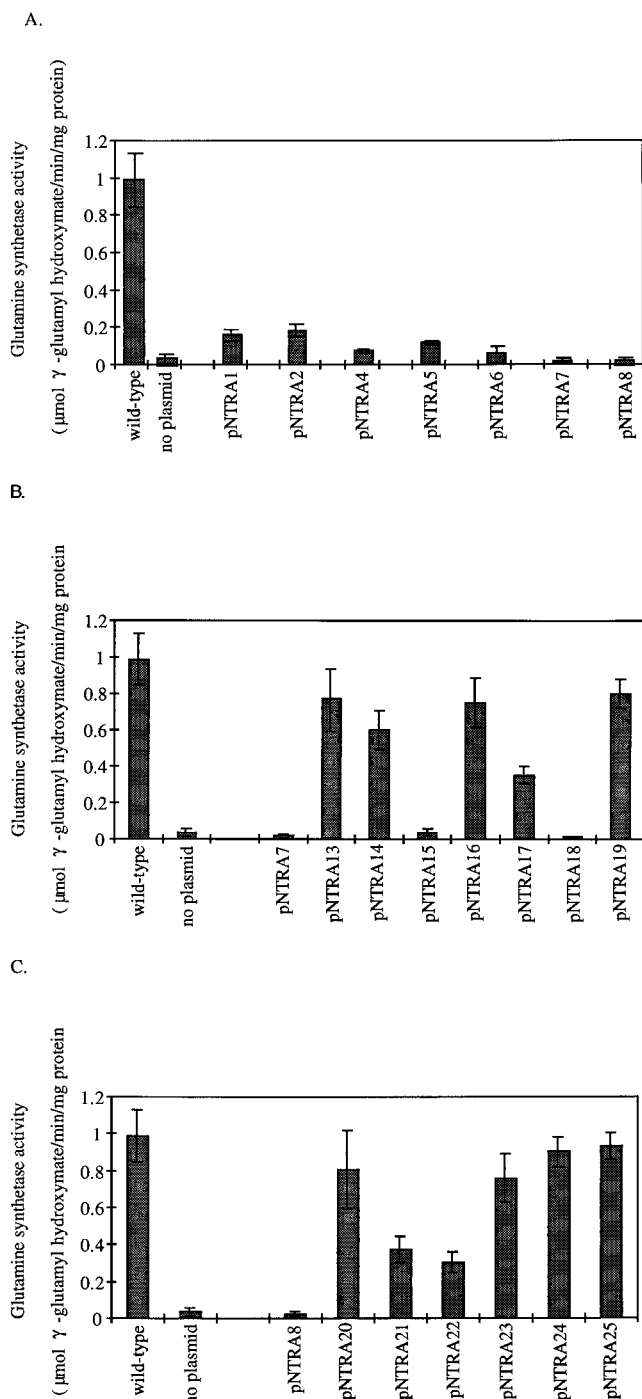 A.
Glutamine synthetase activity
( μmol γ -glutamyl hydroxymate/min/mg protein)
1.2
1
0.8
0.6
0.4
0.2
0
wild-type
no plasmid
pNTRA1
pNTRA2
pNTRA4
pNTRA5
pNTRA6
pNTRA7
pNTRA8
B.
Glutamine synthetase activity
( μmol γ -glutamyl hydroxymate/min/mg protein
1.2
1
0.8
0.6
0.4
0.2
0
wild-type
no plasmid
pNTRA7
pNTRA13
pNTRA14
pNTRA15
pNTRA16
pNTRA17
pNTRA18
pNTRA19
C.
Glutamine synthetase activity
( μmol γ -glutamyl hydroxymate/min/mg protein
1.2
1
0.8
0.6
0.4
0.2
0
wild-type
no plasmid
pNTRA8
pNTRA20
pNTRA21
pNTRA22
pNTRA23
pNTRA24
pNTRA25